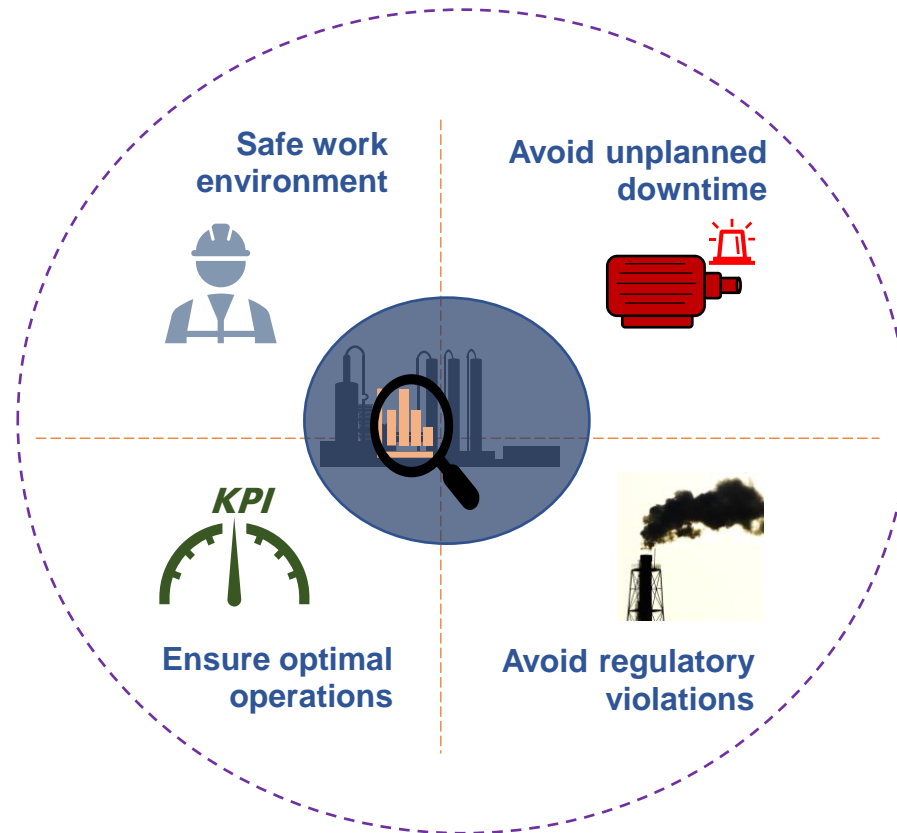 Safe work
environment
Avoid unplanned
downtime
KPI
Ensure optimal
operations
Avoid regulatory
violations